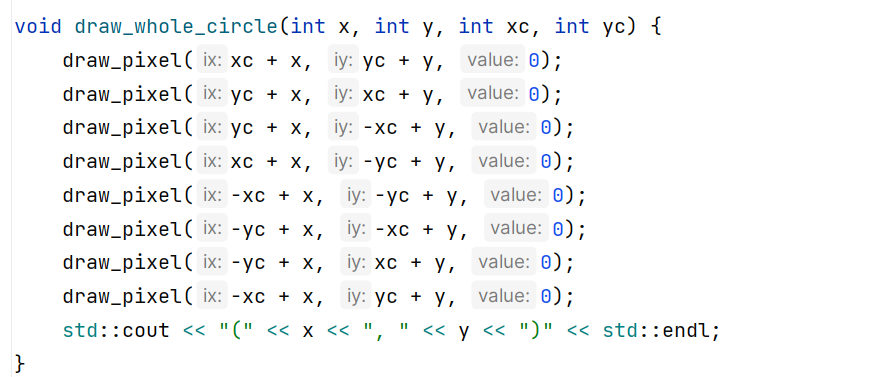 void draw_whole_circle(int x, int y, int xc, int yc) {
    draw_pixel( ix: xc + x, iy: yc + y, value: 0);
    draw_pixel( ix: yc + x, iy: xc + y, value: 0);
    draw_pixel( ix: yc + x, iy: -xc + y, value: 0);
    draw_pixel( ix: xc + x, iy: -yc + y, value: 0);
    draw_pixel( ix: -xc + x, iy: -yc + y, value: 0);
    draw_pixel( ix: -yc + x, iy: -xc + y, value: 0);
    draw_pixel( ix: -yc + x, iy: xc + y, value: 0);
    draw_pixel( ix: -xc + x, iy: yc + y, value: 0);
    std::cout << "(" << x << ", " << y << ")" << std::endl;
}